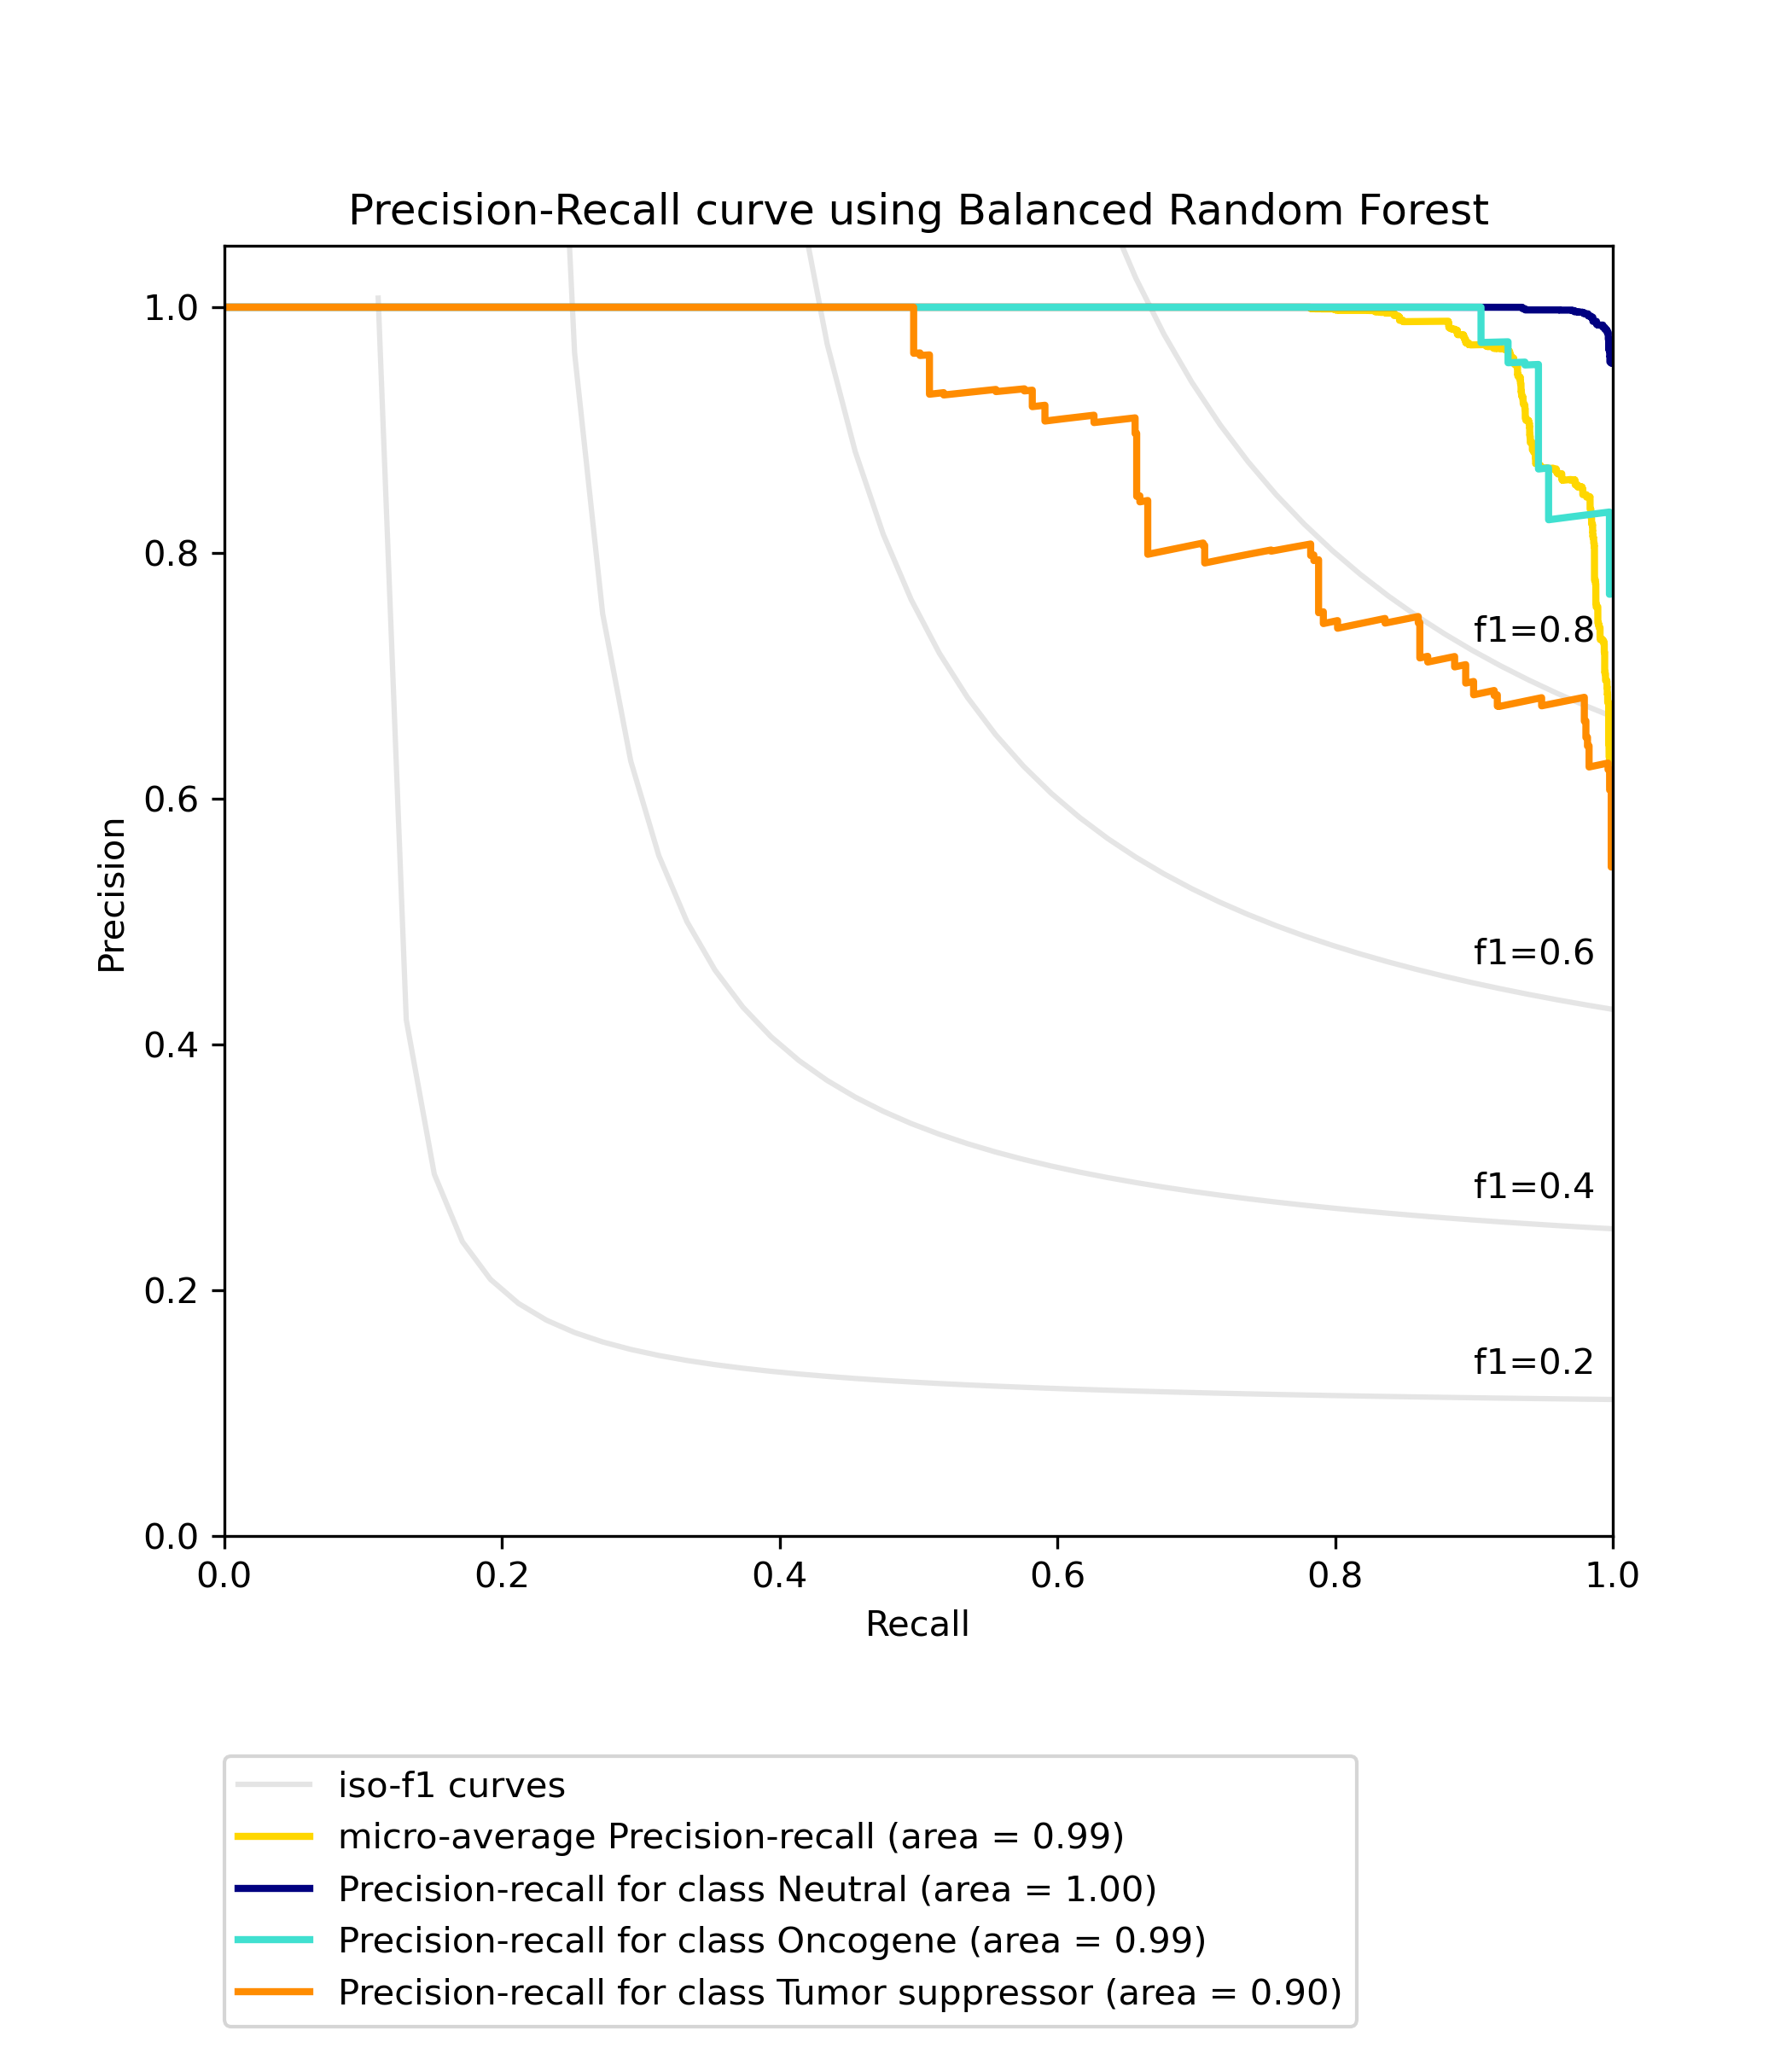 Precision-Recall curve using Balanced Random Forest
1.0
0.8
0.6
0.4
0.2
0.0
Precision
f1=0.8
f1=0.6
f1=0.4
f1=0.2
0.0 0.2 0.4 0.6 0.8 1.0
Recall
iso-f1 curves
micro-average Precision-recall (area = 0.99)
Precision-recall for class Neutral (area = 1.00)
Precision-recall for class Oncogene (area = 0.99)
Precision-recall for class Tumor suppressor (area = 0.90)